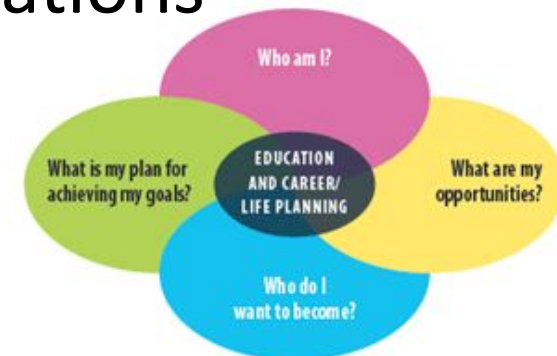 ations
Who am I?
What is my plan for
achieving my goals?
EDUCATION
AND CAREER/
LIFE PLANNING
What are my
opportunities?
Who do I
want to become?